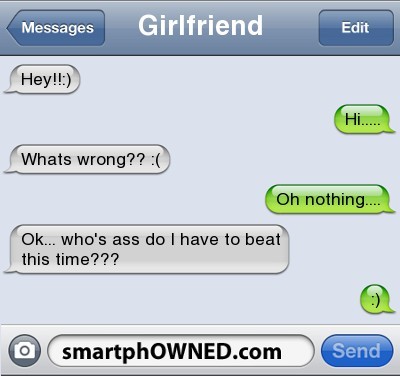 Messages Girlfriend Edit
Hey!!:)
Hi.....
Whats wrong?? :(
Oh nothing....
Ok... who's ass do I have to beat
this time???
:)
smartphOWNED.com Send